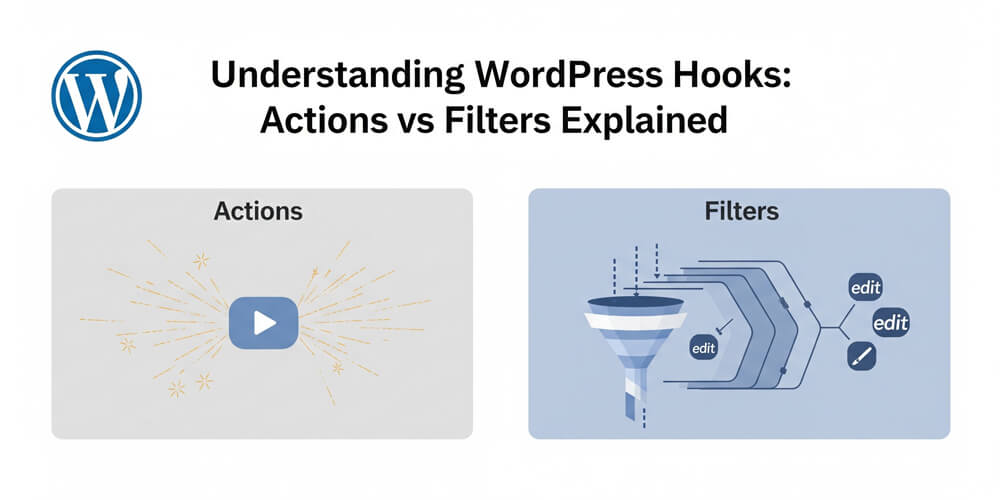 Understanding WordPress Hooks:
Actions vs Filters Explained
W
Actions
Filters
edit
edit
edit